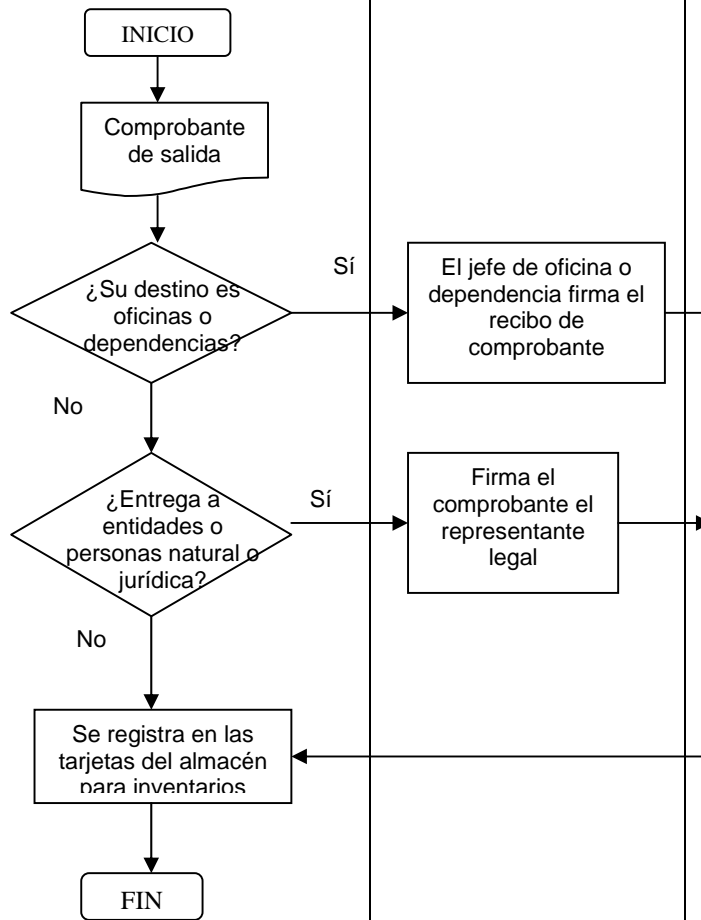 INICIO
Comprobante
de salida
¿Su destino es
oficinas o
dependencias?
Sí
El jefe de oficina o
dependencia firma el
recibo de
comprobante
No
¿Entrega a
entidades o
personas natural o
jurídica?
Sí
Firma el
comprobante el
representante
legal
No
Se registra en las
tarjetas del almacén
para inventarios
FIN